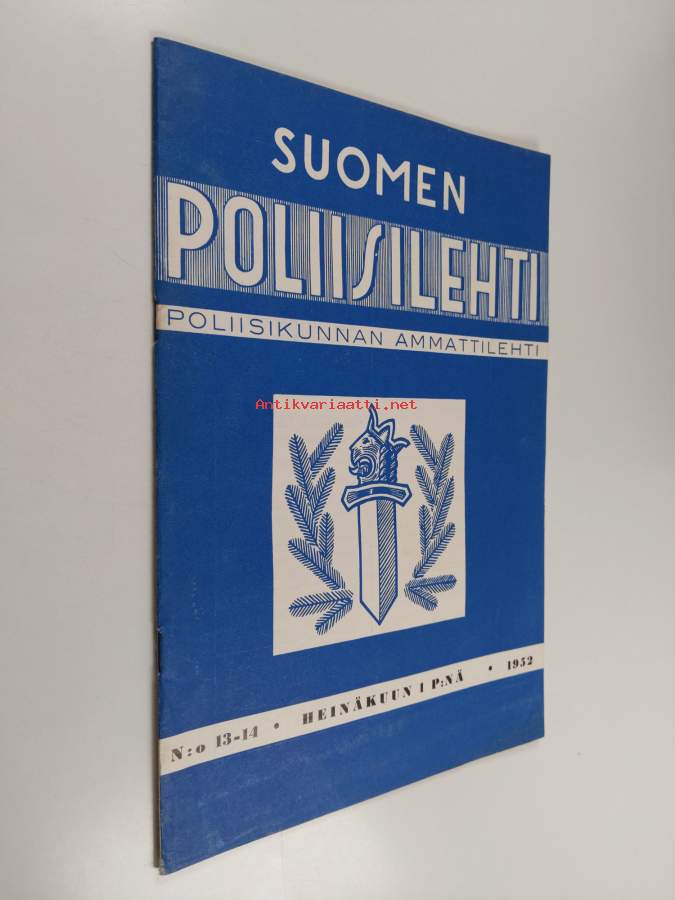 SUOMEN
POLIISILEHTI
POLIISIKUNNAN AMMATTILEHTI
Antikvariaatti.net
N:o 13-14 • HEINÄKUUN 1 P:NÄ • 1952